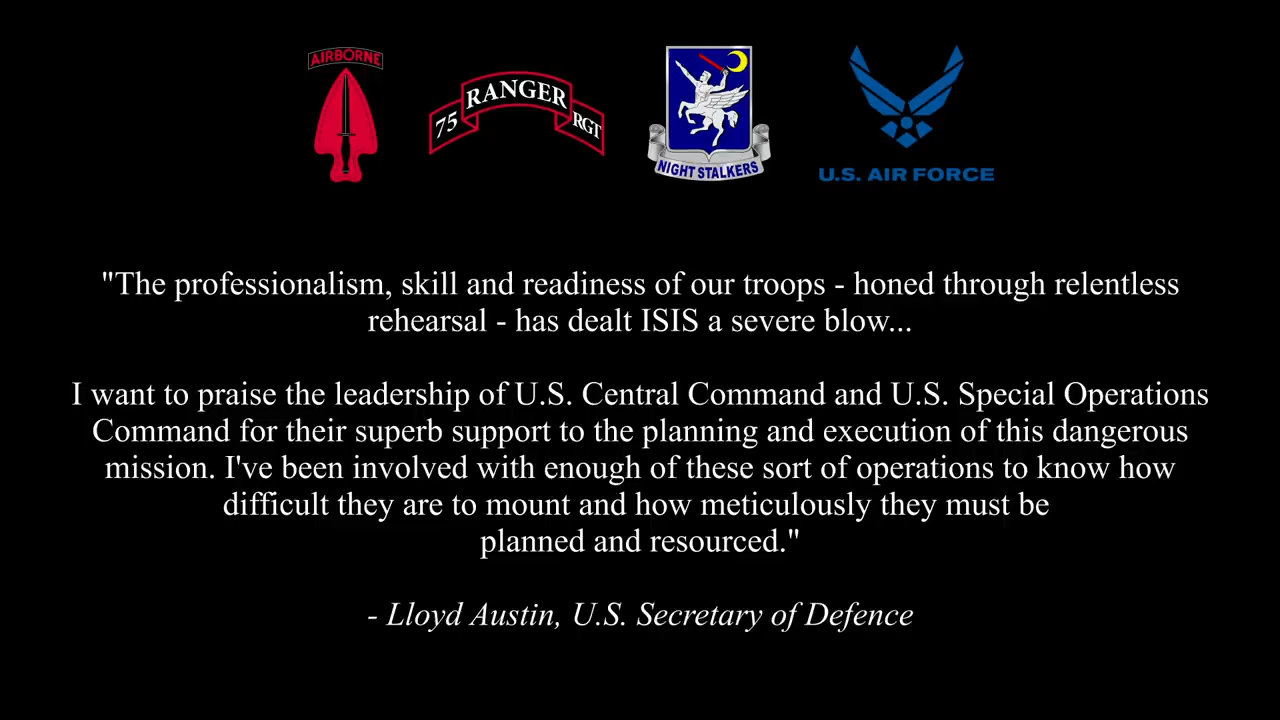 AIRBORNE
75 RANGER RGT
NIGHT STALKERS
U.S. AIR FORCE
"The professionalism, skill and readiness of our troops - honed through relentless
rehearsal - has dealt ISIS a severe blow...
I want to praise the leadership of U.S. Central Command and U.S. Special Operations
Command for their superb support to the planning and execution of this dangerous
mission. I've been involved with enough of these sort of operations to know how
difficult they are to mount and how meticulously they must be
planned and resourced."
- Lloyd Austin, U.S. Secretary of Defence